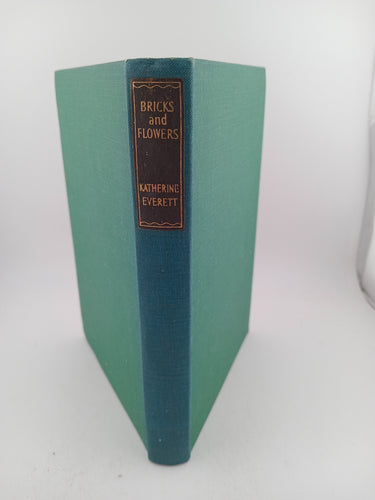 BRICKS
and
FLOWERS
KATHERINE
EVERETT